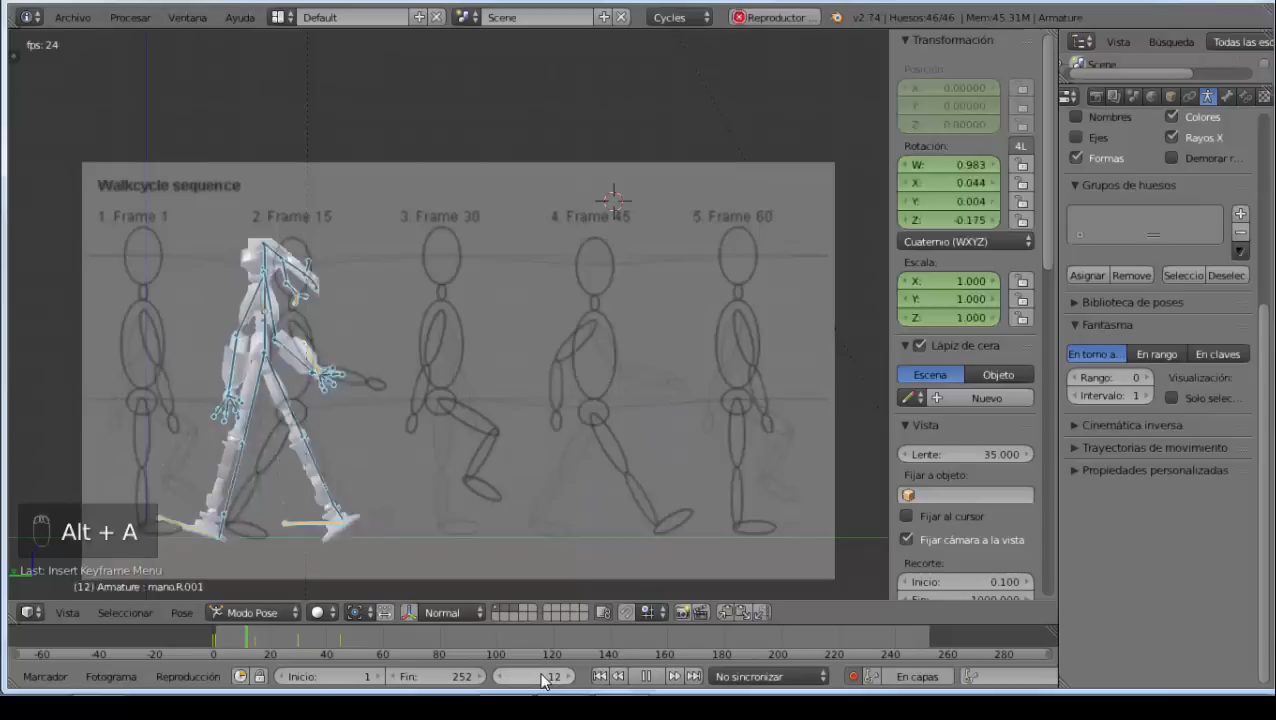 Archivo Procesar Ventana Ayuda Default Scene Cycles Reproductor ... v2.74 | Huesos:46/46 | Mem:45.31M | Armature
fps: 24
Walkcycle sequence
1. Frame 1 2. Frame 15 3. Frame 30 4. Frame 45 5. Frame 60
Alt + A
Last: Insert Keyframe Menu
(12) Armature : mano.R.001
Transformación
Posición:
X: 0.00000
Y: 0.00000
Z: 0.00000
Rotación: 4L
W: 0.983
X: 0.044
Y: 0.004
Z: -0.175
Cuaternio (WXYZ)
Escala:
X: 1.000
Y: 1.000
Z: 1.000
Lápiz de cera
Escena Objeto
Nuevo
Vista
Lente: 35.000
Fijar a objeto:
Fijar al cursor
Fijar cámara a la vista
Recorte:
Inicio: 0.100
Fin: 1000.000
Vista Búsqueda Todas las esc
Scene
Nombres Colores
Ejes Rayos X
Formas Demorar r...
Grupos de huesos
Asignar Remove Seleccio Deselec
Biblioteca de poses
Fantasma
En torno a... En rango En claves
Rango: 0 Visualización:
Intervalo: 1 Solo selec...
Cinemática inversa
Trayectorias de movimiento
Propiedades personalizadas
Vista Seleccionar Pose Modo Pose Normal
-60 -40 -20 0 20 40 60 80 100 120 140 160 180 200 220 240 260 280
Marcador Fotograma Reproducción Inicio: 1 Fin: 252 12 No sincronizar En capas